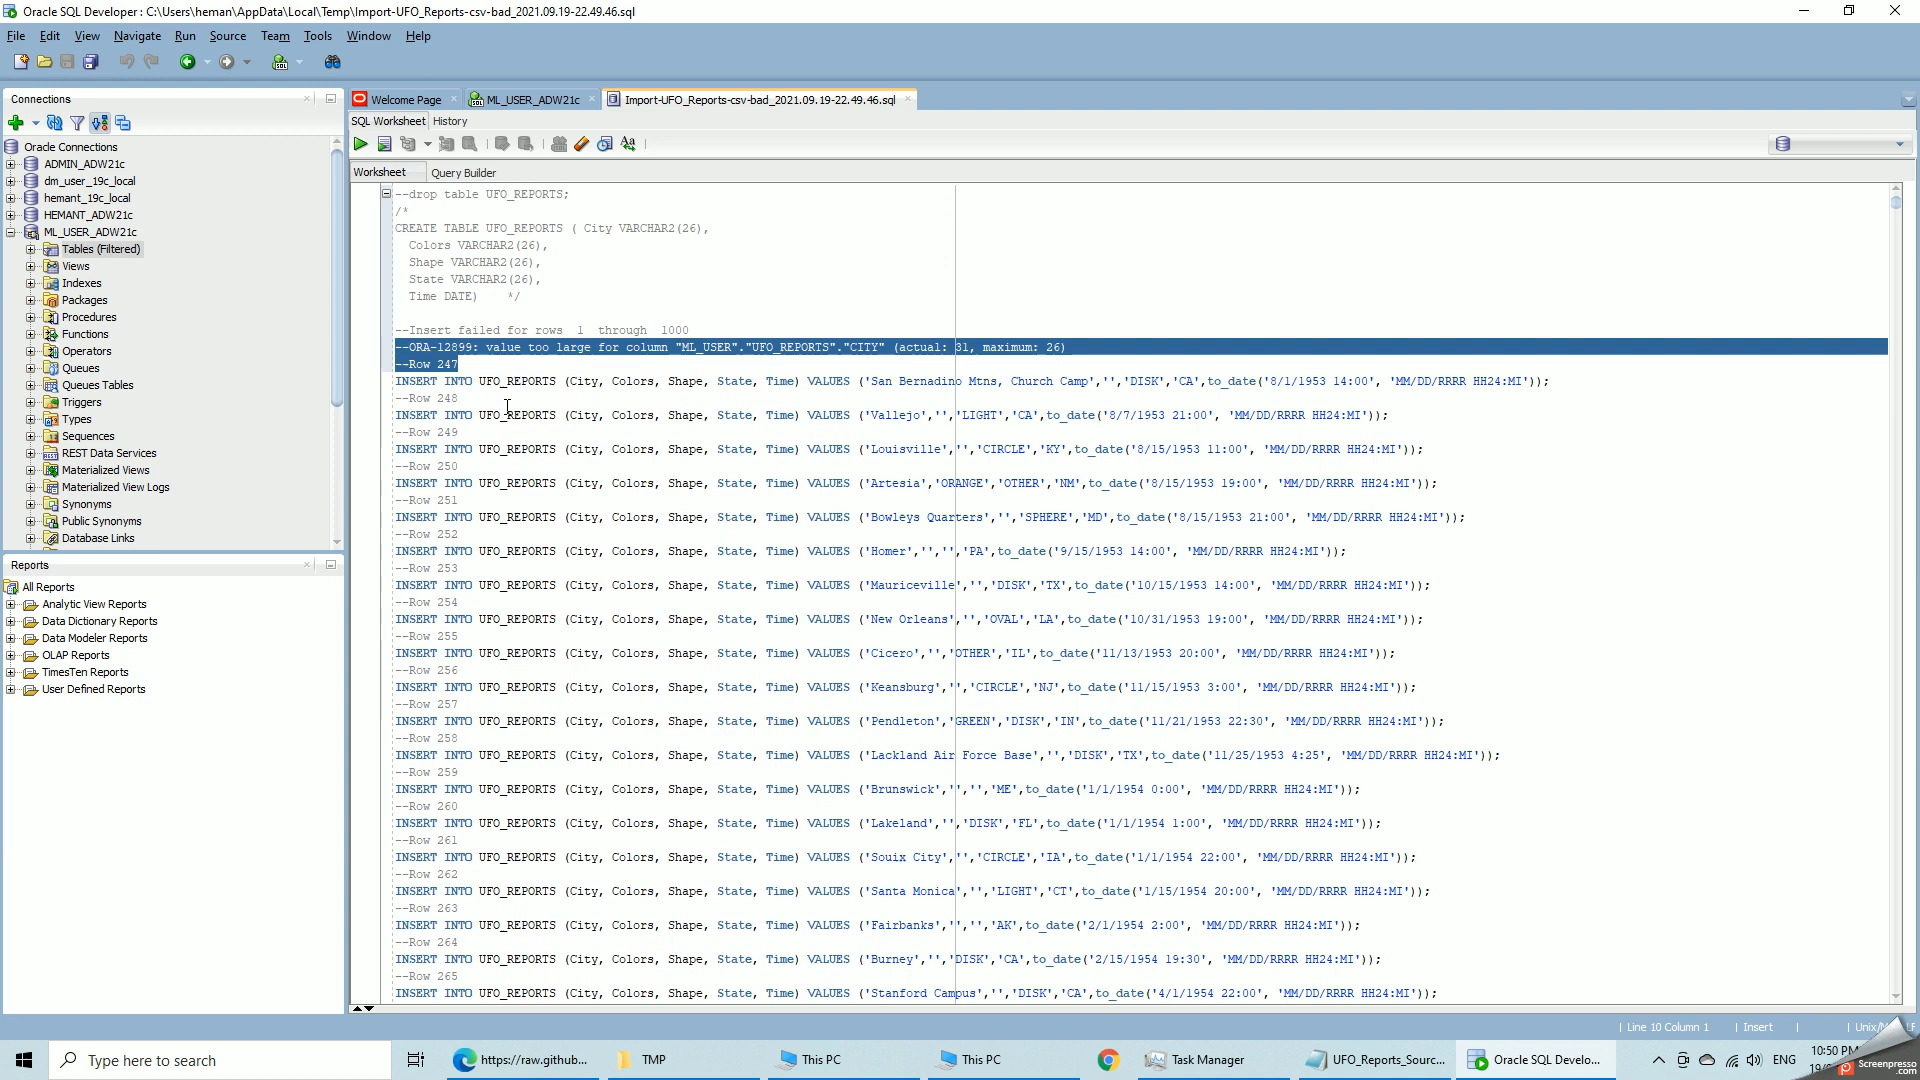 Oracle SQL Developer : C:\Users\heman\AppData\Local\Temp\Import-UFO_Reports-csv-bad_2021.09.19-22.49.46.sql
File Edit View Navigate Run Source Team Tools Window Help
Connections
Oracle Connections
ADMIN_ADW21c
dm_user_19c_local
hemant_19c_local
HEMANT_ADW21c
ML_USER_ADW21c
Tables (Filtered)
Views
Indexes
Packages
Procedures
Functions
Operators
Queues
Queues Tables
Triggers
Types
Sequences
REST Data Services
Materialized Views
Materialized View Logs
Synonyms
Public Synonyms
Database Links
Reports
All Reports
Analytic View Reports
Data Dictionary Reports
Data Modeler Reports
OLAP Reports
TimesTen Reports
User Defined Reports
Welcome Page ML_USER_ADW21c Import-UFO_Reports-csv-bad_2021.09.19-22.49.46.sql
SQL Worksheet History
Worksheet Query Builder
--drop table UFO_REPORTS;
/*
CREATE TABLE UFO_REPORTS ( City VARCHAR2(26),
Colors VARCHAR2(26),
Shape VARCHAR2(26),
State VARCHAR2(26),
Time DATE) */
--Insert failed for rows 1 through 1000
--ORA-12899: value too large for column "ML_USER"."UFO_REPORTS"."CITY" (actual: 31, maximum: 26)
--Row 247
INSERT INTO UFO_REPORTS (City, Colors, Shape, State, Time) VALUES ('San Bernadino Mtns, Church Camp','','DISK','CA',to_date('8/1/1953 14:00', 'MM/DD/RRRR HH24:MI'));
--Row 248
INSERT INTO UFO_REPORTS (City, Colors, Shape, State, Time) VALUES ('Vallejo','','LIGHT','CA',to_date('8/7/1953 21:00', 'MM/DD/RRRR HH24:MI'));
--Row 249
INSERT INTO UFO_REPORTS (City, Colors, Shape, State, Time) VALUES ('Louisville','','CIRCLE','KY',to_date('8/15/1953 11:00', 'MM/DD/RRRR HH24:MI'));
--Row 250
INSERT INTO UFO_REPORTS (City, Colors, Shape, State, Time) VALUES ('Artesia','ORANGE','OTHER','NM',to_date('8/15/1953 19:00', 'MM/DD/RRRR HH24:MI'));
--Row 251
INSERT INTO UFO_REPORTS (City, Colors, Shape, State, Time) VALUES ('Bowleys Quarters','','SPHERE','MD',to_date('8/15/1953 21:00', 'MM/DD/RRRR HH24:MI'));
--Row 252
INSERT INTO UFO_REPORTS (City, Colors, Shape, State, Time) VALUES ('Homer','','','PA',to_date('9/15/1953 14:00', 'MM/DD/RRRR HH24:MI'));
--Row 253
INSERT INTO UFO_REPORTS (City, Colors, Shape, State, Time) VALUES ('Mauriceville','','DISK','TX',to_date('10/15/1953 14:00', 'MM/DD/RRRR HH24:MI'));
--Row 254
INSERT INTO UFO_REPORTS (City, Colors, Shape, State, Time) VALUES ('New Orleans','','OVAL','LA',to_date('10/31/1953 19:00', 'MM/DD/RRRR HH24:MI'));
--Row 255
INSERT INTO UFO_REPORTS (City, Colors, Shape, State, Time) VALUES ('Cicero','','OTHER','IL',to_date('11/13/1953 20:00', 'MM/DD/RRRR HH24:MI'));
--Row 256
INSERT INTO UFO_REPORTS (City, Colors, Shape, State, Time) VALUES ('Keansburg','','CIRCLE','NJ',to_date('11/15/1953 3:00', 'MM/DD/RRRR HH24:MI'));
--Row 257
INSERT INTO UFO_REPORTS (City, Colors, Shape, State, Time) VALUES ('Pendleton','GREEN','DISK','IN',to_date('11/21/1953 22:30', 'MM/DD/RRRR HH24:MI'));
--Row 258
INSERT INTO UFO_REPORTS (City, Colors, Shape, State, Time) VALUES ('Lackland Air Force Base','','DISK','TX',to_date('11/25/1953 4:25', 'MM/DD/RRRR HH24:MI'));
--Row 259
INSERT INTO UFO_REPORTS (City, Colors, Shape, State, Time) VALUES ('Brunswick','','','ME',to_date('1/1/1954 0:00', 'MM/DD/RRRR HH24:MI'));
--Row 260
INSERT INTO UFO_REPORTS (City, Colors, Shape, State, Time) VALUES ('Lakeland','','DISK','FL',to_date('1/1/1954 1:00', 'MM/DD/RRRR HH24:MI'));
--Row 261
INSERT INTO UFO_REPORTS (City, Colors, Shape, State, Time) VALUES ('Souix City','','CIRCLE','IA',to_date('1/1/1954 22:00', 'MM/DD/RRRR HH24:MI'));
--Row 262
INSERT INTO UFO_REPORTS (City, Colors, Shape, State, Time) VALUES ('Santa Monica','','LIGHT','CT',to_date('1/15/1954 20:00', 'MM/DD/RRRR HH24:MI'));
--Row 263
INSERT INTO UFO_REPORTS (City, Colors, Shape, State, Time) VALUES ('Fairbanks','','','AK',to_date('2/1/1954 2:00', 'MM/DD/RRRR HH24:MI'));
--Row 264
INSERT INTO UFO_REPORTS (City, Colors, Shape, State, Time) VALUES ('Burney','','DISK','CA',to_date('2/15/1954 19:30', 'MM/DD/RRRR HH24:MI'));
--Row 265
INSERT INTO UFO_REPORTS (City, Colors, Shape, State, Time) VALUES ('Stanford Campus','','DISK','CA',to_date('4/1/1954 22:00', 'MM/DD/RRRR HH24:MI'));
Line 10 Column 1 Insert
Type here to search https://raw.github... TMP This PC This PC Task Manager UFO_Reports_Sourc... Oracle SQL Develo... ENG 10:50 PM
Screenpresso
.com